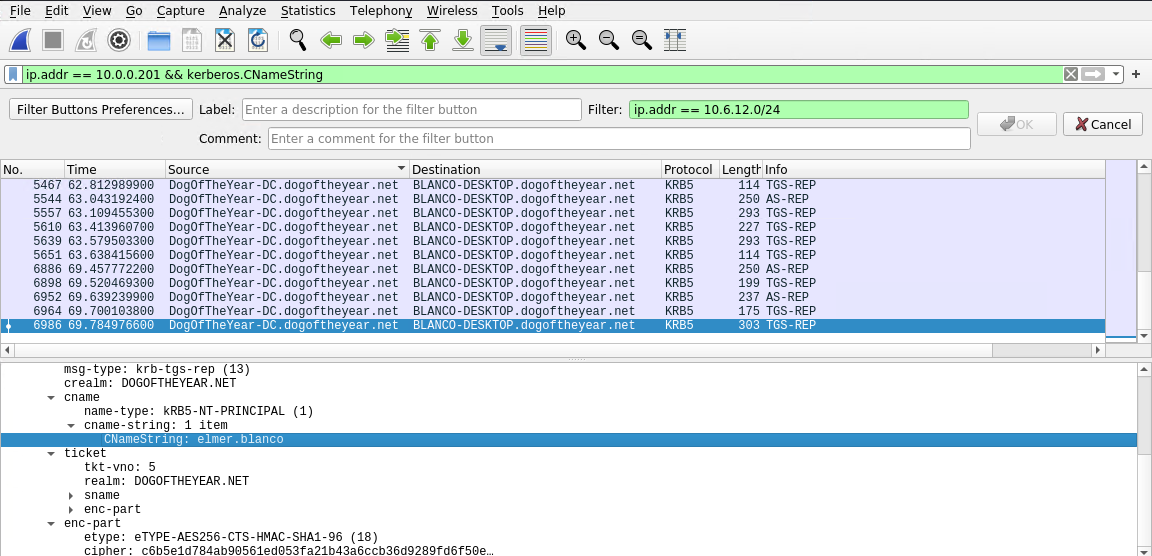 File Edit View Go Capture Analyze Statistics Telephony Wireless Tools Help
ip.addr == 10.0.0.201 && kerberos.CNameString
Filter Buttons Preferences... Label: Enter a description for the filter button Filter: ip.addr == 10.6.12.0/24
OK Cancel
Comment: Enter a comment for the filter button
No. Time Source Destination Protocol Length Info
5467 62.812989900 DogOfTheYear-DC.dogoftheyear.net BLANCO-DESKTOP.dogoftheyear.net KRB5 114 TGS-REP
5544 63.043192400 DogOfTheYear-DC.dogoftheyear.net BLANCO-DESKTOP.dogoftheyear.net KRB5 250 AS-REP
5557 63.109455300 DogOfTheYear-DC.dogoftheyear.net BLANCO-DESKTOP.dogoftheyear.net KRB5 293 TGS-REP
5610 63.413960700 DogOfTheYear-DC.dogoftheyear.net BLANCO-DESKTOP.dogoftheyear.net KRB5 227 TGS-REP
5639 63.579503300 DogOfTheYear-DC.dogoftheyear.net BLANCO-DESKTOP.dogoftheyear.net KRB5 293 TGS-REP
5651 63.638415600 DogOfTheYear-DC.dogoftheyear.net BLANCO-DESKTOP.dogoftheyear.net KRB5 114 TGS-REP
6886 69.457772200 DogOfTheYear-DC.dogoftheyear.net BLANCO-DESKTOP.dogoftheyear.net KRB5 250 AS-REP
6898 69.520469300 DogOfTheYear-DC.dogoftheyear.net BLANCO-DESKTOP.dogoftheyear.net KRB5 199 TGS-REP
6952 69.639239900 DogOfTheYear-DC.dogoftheyear.net BLANCO-DESKTOP.dogoftheyear.net KRB5 237 AS-REP
6964 69.700103800 DogOfTheYear-DC.dogoftheyear.net BLANCO-DESKTOP.dogoftheyear.net KRB5 175 TGS-REP
6986 69.784976600 DogOfTheYear-DC.dogoftheyear.net BLANCO-DESKTOP.dogoftheyear.net KRB5 303 TGS-REP
msg-type: krb-tgs-rep (13)
crealm: DOGOFTHEYEAR.NET
cname
name-type: kRB5-NT-PRINCIPAL (1)
cname-string: 1 item
CNameString: elmer.blanco
ticket
tkt-vno: 5
realm: DOGOFTHEYEAR.NET
sname
enc-part
enc-part
etype: eTYPE-AES256-CTS-HMAC-SHA1-96 (18)
cipher: c6b5e1d784ab90561ed053fa21b43a6ccb36d9289fd6f50e…